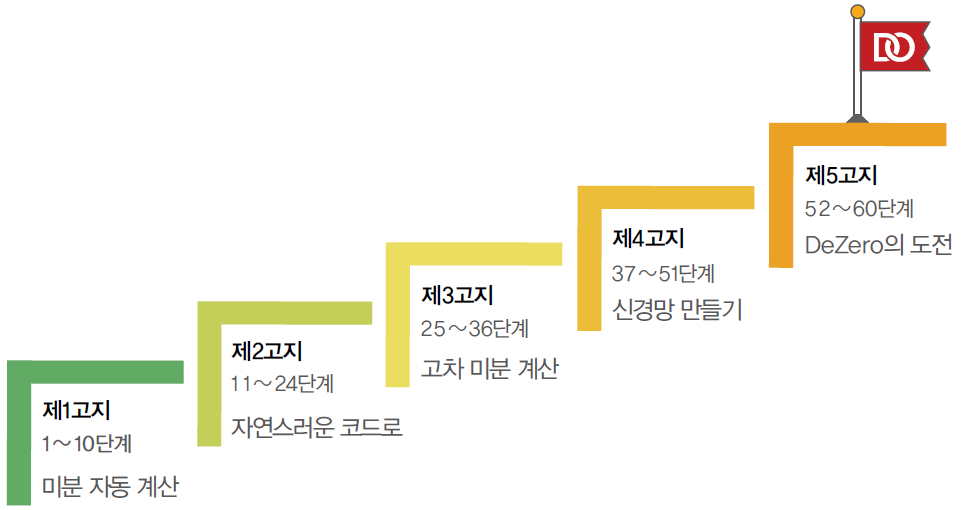 DO
제5고지
52~60단계
DeZero의 도전
제4고지
37~51단계
신경망 만들기
제3고지
25~36단계
고차 미분 계산
제2고지
11~24단계
자연스러운 코드로
제1고지
1~10단계
미분 자동 계산